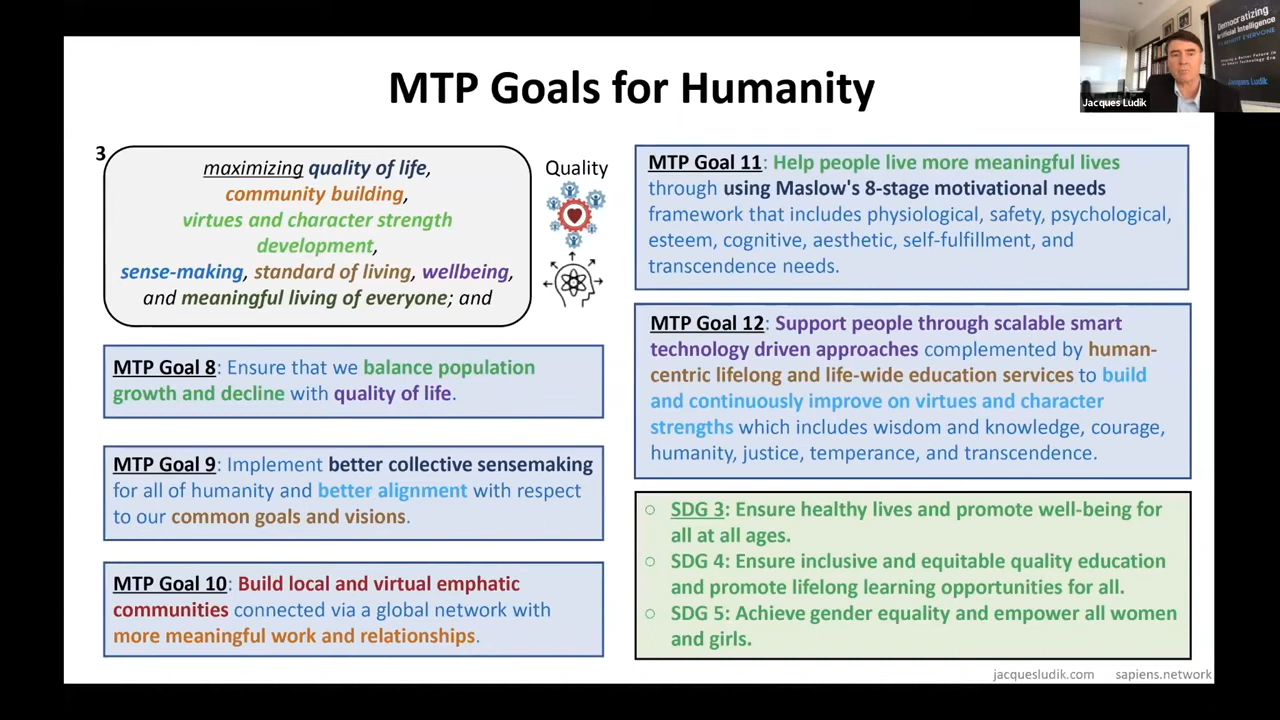 MTP Goals for Humanity
3
maximizing quality of life,
community building,
virtues and character strength
development,
sense-making, standard of living, wellbeing,
and meaningful living of everyone; and
Quality
MTP Goal 8: Ensure that we balance population
growth and decline with quality of life.
MTP Goal 9: Implement better collective sensemaking
for all of humanity and better alignment with respect
to our common goals and visions.
MTP Goal 10: Build local and virtual emphatic
communities connected via a global network with
more meaningful work and relationships.
MTP Goal 11: Help people live more meaningful lives
through using Maslow's 8-stage motivational needs
framework that includes physiological, safety, psychological,
esteem, cognitive, aesthetic, self-fulfillment, and
transcendence needs.
MTP Goal 12: Support people through scalable smart
technology driven approaches complemented by human-
centric lifelong and life-wide education services to build
and continuously improve on virtues and character
strengths which includes wisdom and knowledge, courage,
humanity, justice, temperance, and transcendence.
○ SDG 3: Ensure healthy lives and promote well-being for
all at all ages.
○ SDG 4: Ensure inclusive and equitable quality education
and promote lifelong learning opportunities for all.
○ SDG 5: Achieve gender equality and empower all women
and girls.
jacquesludik.com sapiens.network
Democratizing
Artificial Intelligence
Jacques Ludik
Jacques Ludik